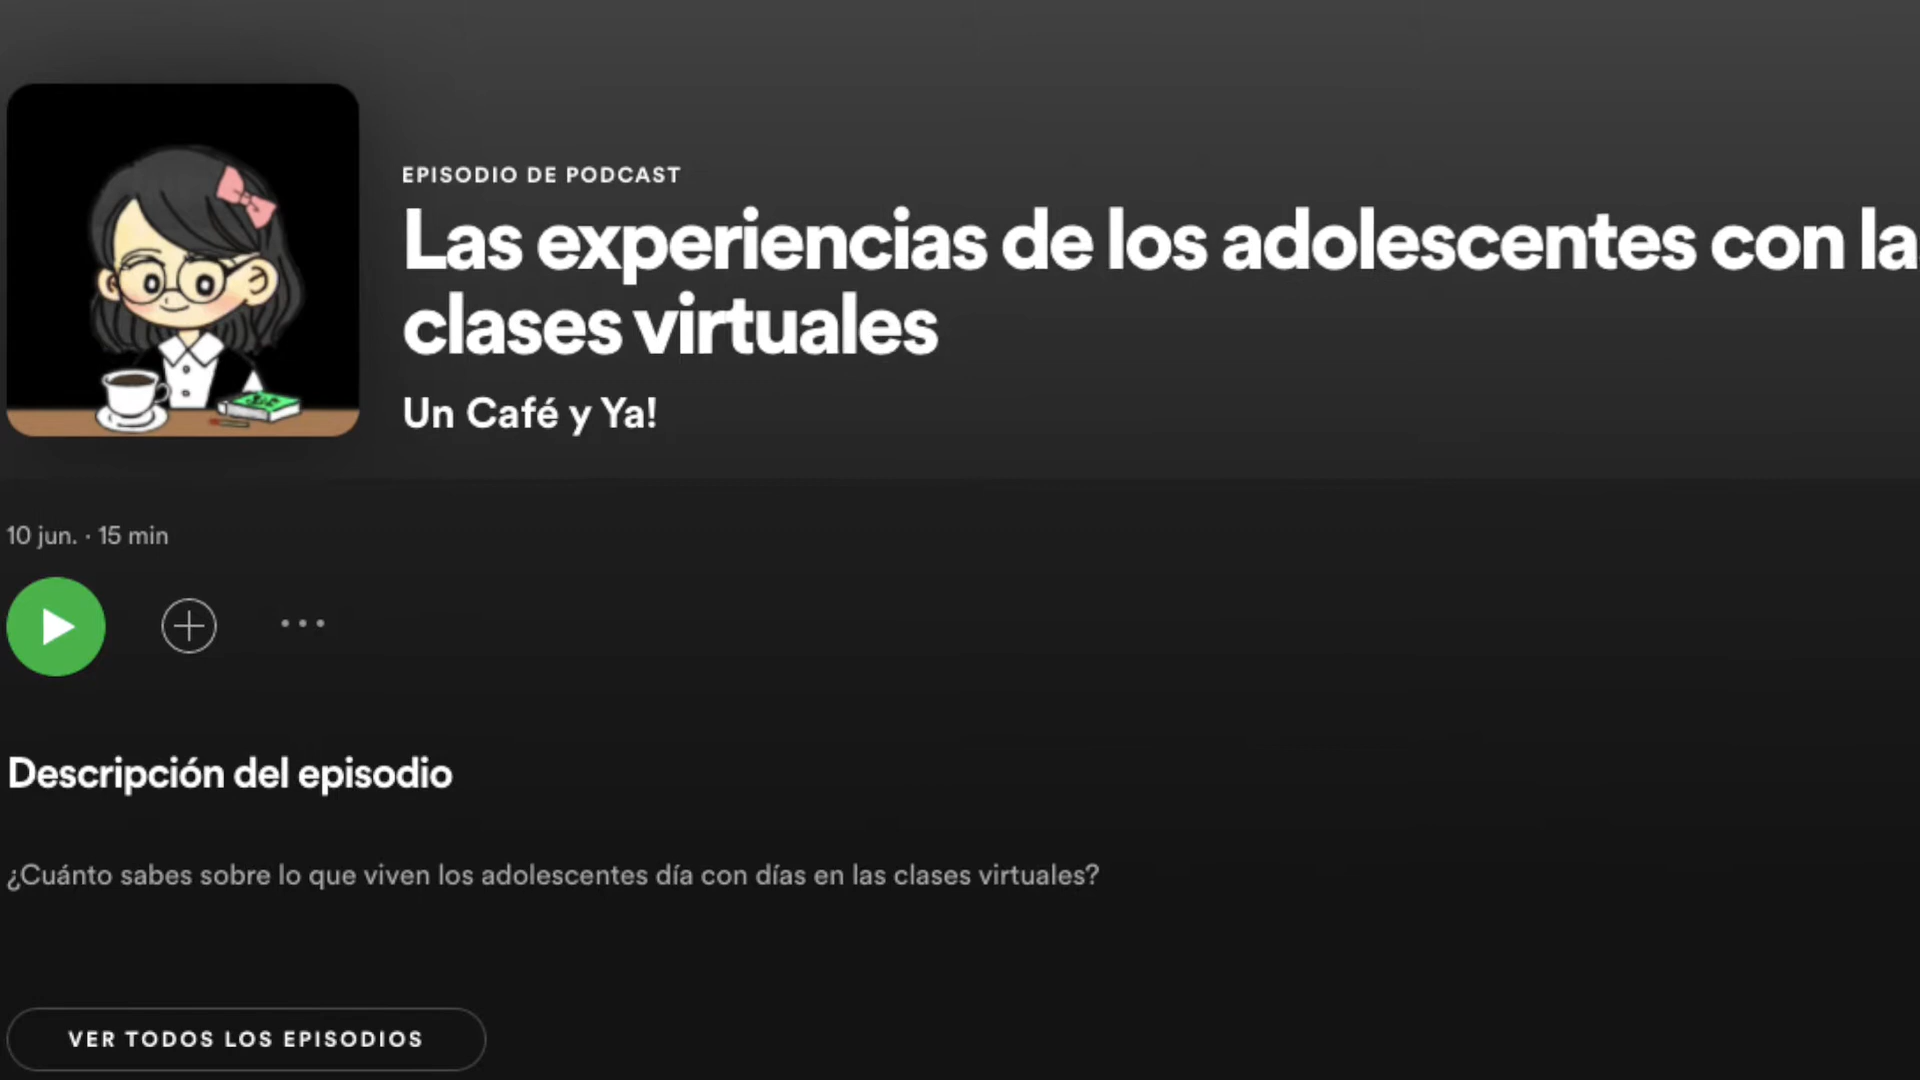 EPISODIO DE PODCAST
Las experiencias de los adolescentes con la
clases virtuales
Un Café y Ya!
10 jun. · 15 min
Descripción del episodio
¿Cuánto sabes sobre lo que viven los adolescentes día con días en las clases virtuales?
VER TODOS LOS EPISODIOS